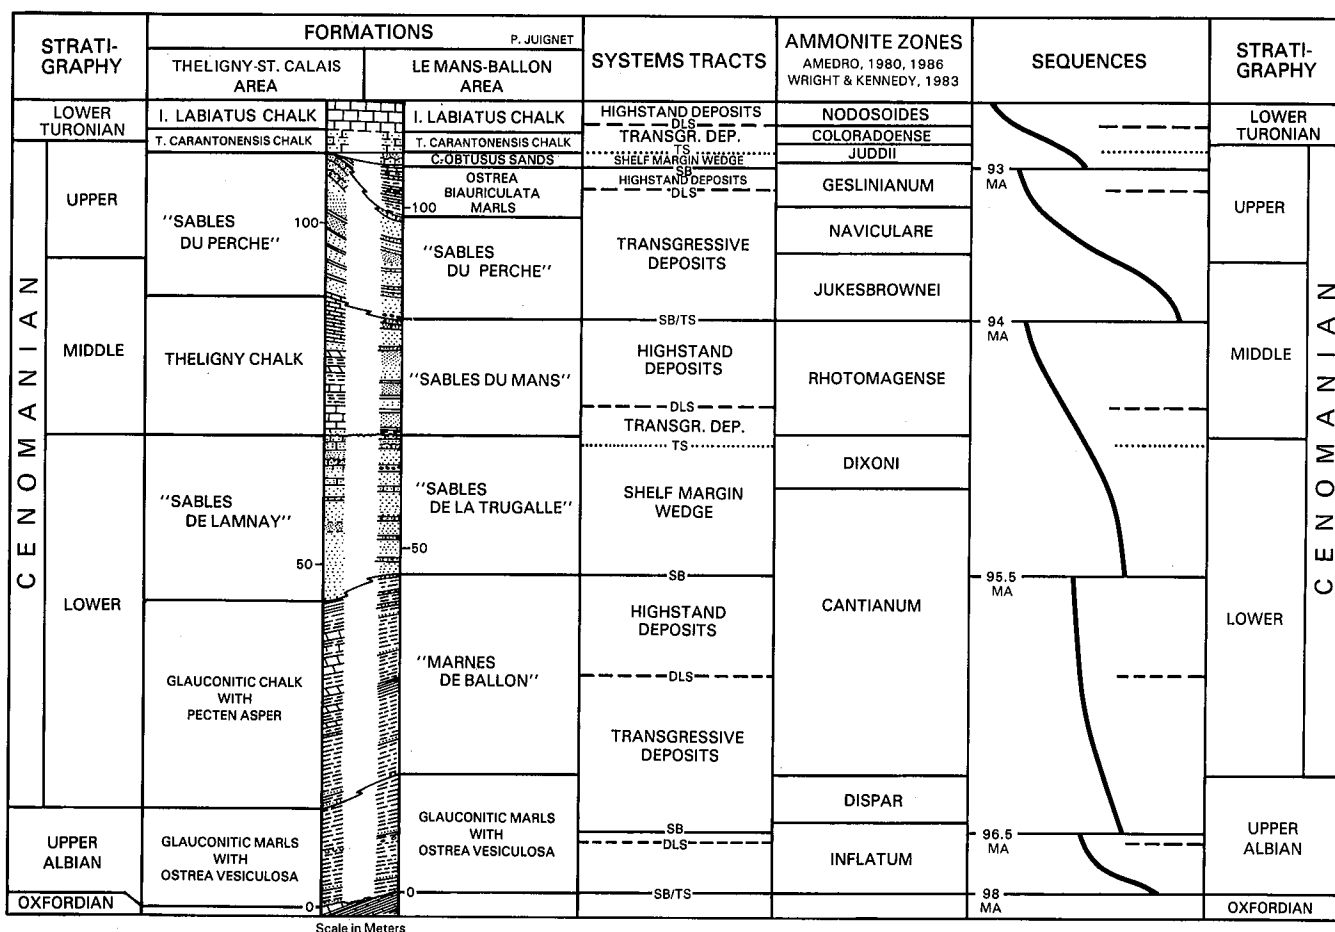 STRATI-
GRAPHY
FORMATIONS
P. JUIGNET
THELIGNY-ST. CALAIS
AREA
LE MANS-BALLON
AREA
SYSTEMS TRACTS
AMMONITE ZONES
AMEDRO, 1980, 1986
WRIGHT & KENNEDY, 1983
SEQUENCES
STRATI-
GRAPHY
LOWER
TURONIAN
CENOMANIAN
UPPER
MIDDLE
LOWER
UPPER
ALBIAN
OXFORDIAN
I. LABIATUS CHALK
T. CARANTONENSIS CHALK
"SABLES
DU PERCHE"
THELIGNY CHALK
"SABLES
DE LAMNAY"
GLAUCONITIC CHALK
WITH
PECTEN ASPER
GLAUCONITIC MARLS
WITH
OSTREA VESICULOSA
100
50
0
Scale in Meters
100
50
0
I. LABIATUS CHALK
T. CARANTONENSIS CHALK
C.OBTUSUS SANDS
OSTREA
BIAURICULATA
MARLS
"SABLES
DU PERCHE"
"SABLES DU MANS"
"SABLES
DE LA TRUGALLE"
"MARNES
DE BALLON"
GLAUCONITIC MARLS
WITH
OSTREA VESICULOSA
HIGHSTAND DEPOSITS
DLS
TRANSGR. DEP.
TS
SHELF MARGIN WEDGE
SB
HIGHSTAND DEPOSITS
DLS
TRANSGRESSIVE
DEPOSITS
SB/TS
HIGHSTAND
DEPOSITS
DLS
TRANSGR. DEP.
TS
SHELF MARGIN
WEDGE
SB
HIGHSTAND
DEPOSITS
DLS
TRANSGRESSIVE
DEPOSITS
SB
DLS
SB/TS
NODOSOIDES
COLORADOENSE
JUDDII
GESLINIANUM
NAVICULARE
JUKESBROWNEI
RHOTOMAGENSE
DIXONI
CANTIANUM
DISPAR
INFLATUM
93
MA
94
MA
95.5
MA
96.5
MA
98
MA
LOWER
TURONIAN
UPPER
MIDDLE
LOWER
CENOMANIAN
UPPER
ALBIAN
OXFORDIAN